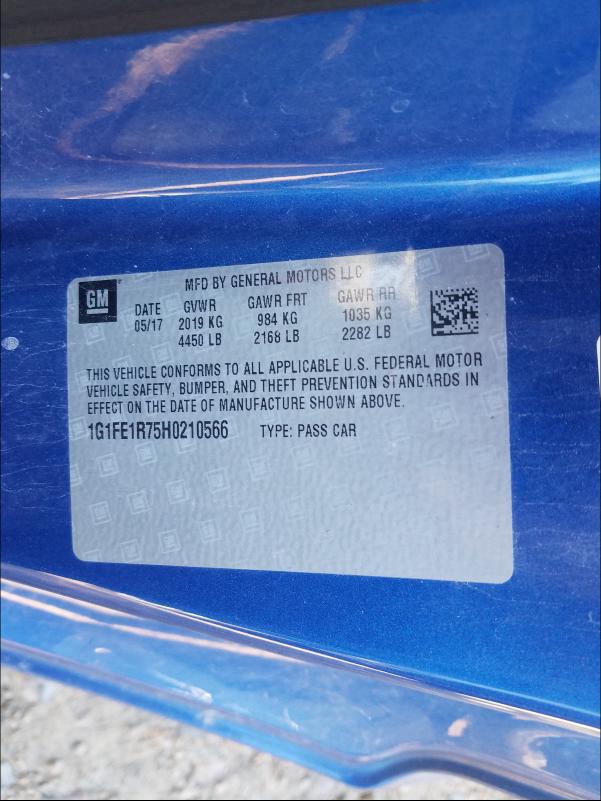 GM
MFD BY GENERAL MOTORS LLC
DATE GVWR GAWR FRT GAWR RR
05/17 2019 KG 984 KG 1035 KG
4450 LB 2168 LB 2282 LB
THIS VEHICLE CONFORMS TO ALL APPLICABLE U.S. FEDERAL MOTOR
VEHICLE SAFETY, BUMPER, AND THEFT PREVENTION STANDARDS IN
EFFECT ON THE DATE OF MANUFACTURE SHOWN ABOVE.
1G1FE1R75H0210566 TYPE: PASS CAR